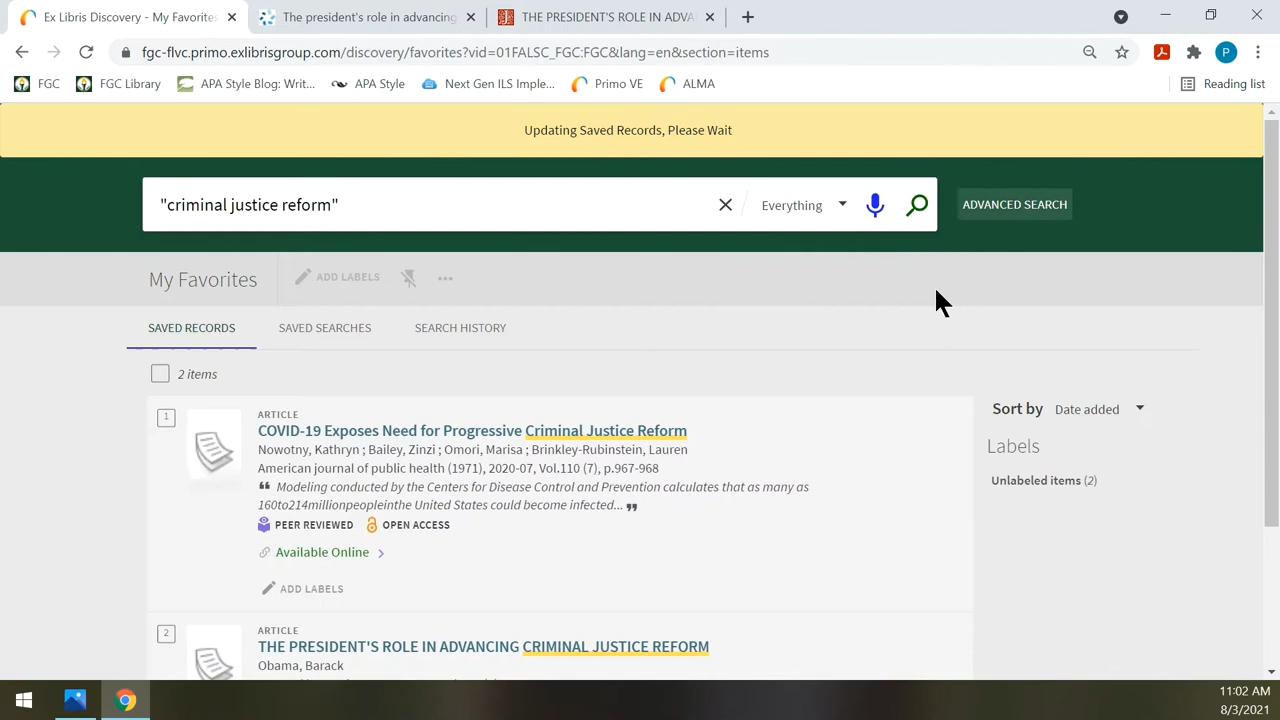 Ex Libris Discovery - My Favorites
The president's role in advancing
THE PRESIDENT'S ROLE IN ADVA
fgc-flvc.primo.exlibrisgroup.com/discovery/favorites?vid=01FALSC_FGC:FGC&lang=en&section=items
P
FGC
FGC Library
APA Style Blog: Writ...
APA Style
Next Gen ILS Imple...
Primo VE
ALMA
Reading list
Updating Saved Records, Please Wait
"criminal justice reform"
Everything
ADVANCED SEARCH
My Favorites
ADD LABELS
SAVED RECORDS
SAVED SEARCHES
SEARCH HISTORY
2 items
Sort by Date added
Labels
Unlabeled items (2)
1
ARTICLE
COVID-19 Exposes Need for Progressive Criminal Justice Reform
Nowotny, Kathryn ; Bailey, Zinzi ; Omori, Marisa ; Brinkley-Rubinstein, Lauren
American journal of public health (1971), 2020-07, Vol.110 (7), p.967-968
❝ Modeling conducted by the Centers for Disease Control and Prevention calculates that as many as
160to214millionpeopleinthe United States could become infected... ❞
PEER REVIEWED OPEN ACCESS
Available Online
ADD LABELS
2
ARTICLE
THE PRESIDENT'S ROLE IN ADVANCING CRIMINAL JUSTICE REFORM
Obama, Barack
11:02 AM
8/3/2021